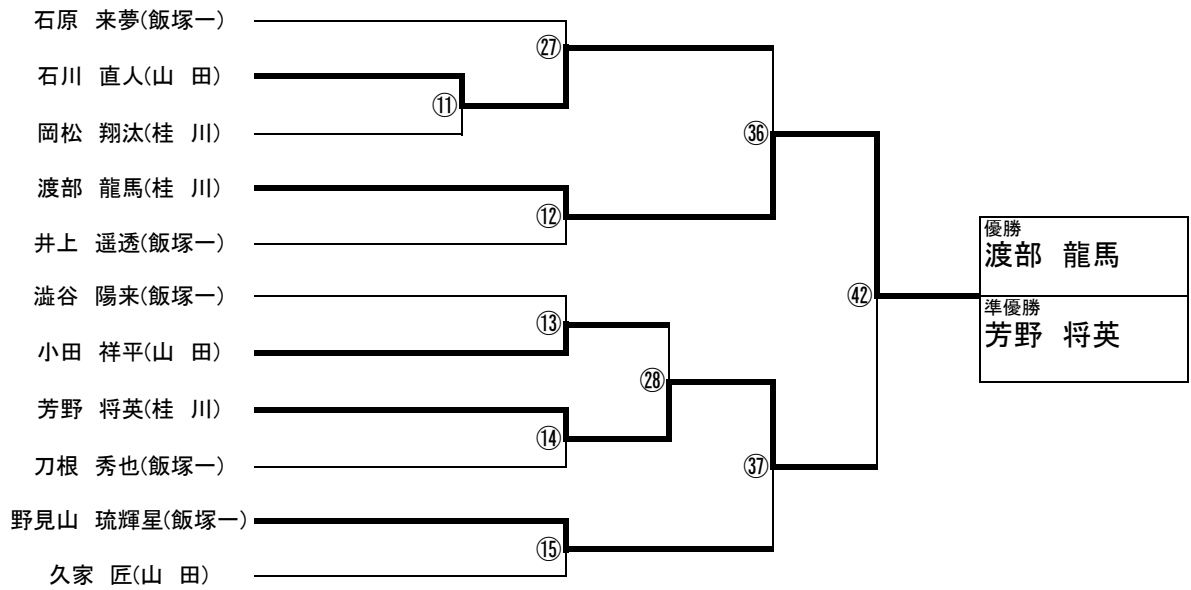 石原　来夢(飯塚一)
㉗
石川　直人(山　田)
⑪
岡松　翔汰(桂　川)
㊱
渡部　龍馬(桂　川)
⑫
井上　遥透(飯塚一)
優勝
渡部　龍馬
澁谷　陽来(飯塚一)
㊷
準優勝
芳野　将英
⑬
小田　祥平(山　田)
㉘
芳野　将英(桂　川)
⑭
刀根　秀也(飯塚一)
㊲
野見山　琉輝星(飯塚一)
⑮
久家　匠(山　田)